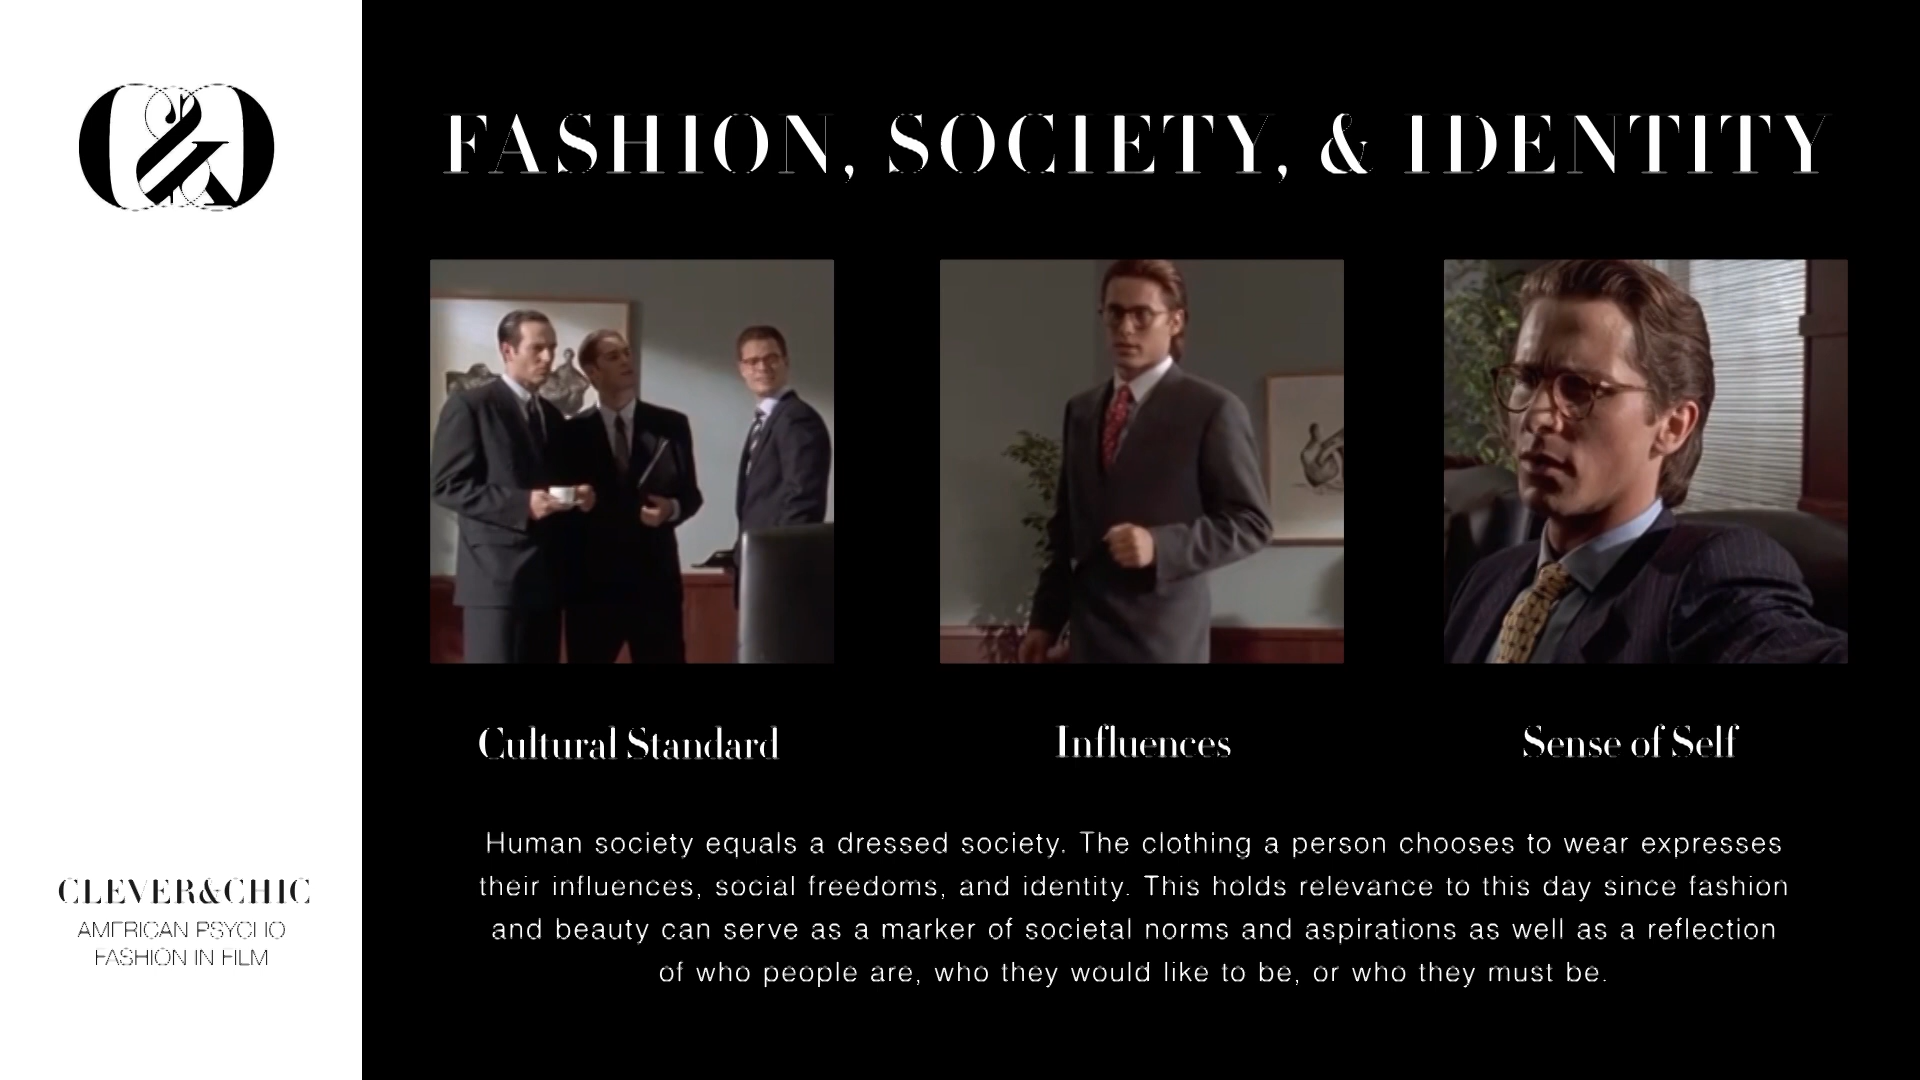 C&C
FASHION, SOCIETY, & IDENTITY
Cultural Standard
Influences
Sense of Self
Human society equals a dressed society. The clothing a person chooses to wear expresses
their influences, social freedoms, and identity. This holds relevance to this day since fashion
and beauty can serve as a marker of societal norms and aspirations as well as a reflection
of who people are, who they would like to be, or who they must be.
CLEVER&CHIC
AMERICAN PSYCHO
FASHION IN FILM